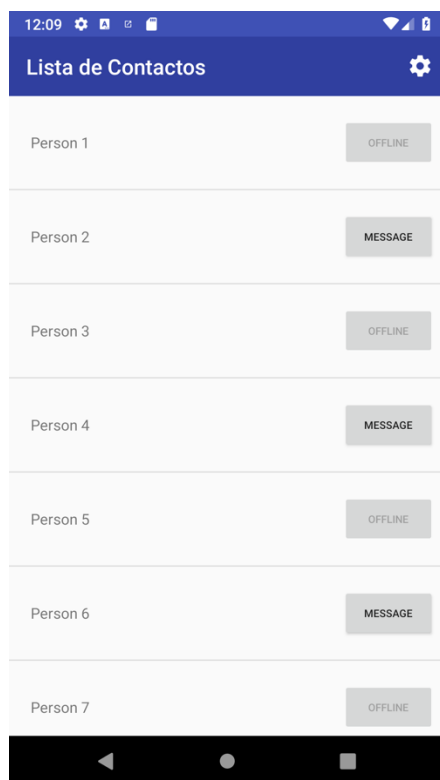 12:09
Lista de Contactos
Person 1 OFFLINE
Person 2 MESSAGE
Person 3 OFFLINE
Person 4 MESSAGE
Person 5 OFFLINE
Person 6 MESSAGE
Person 7 OFFLINE